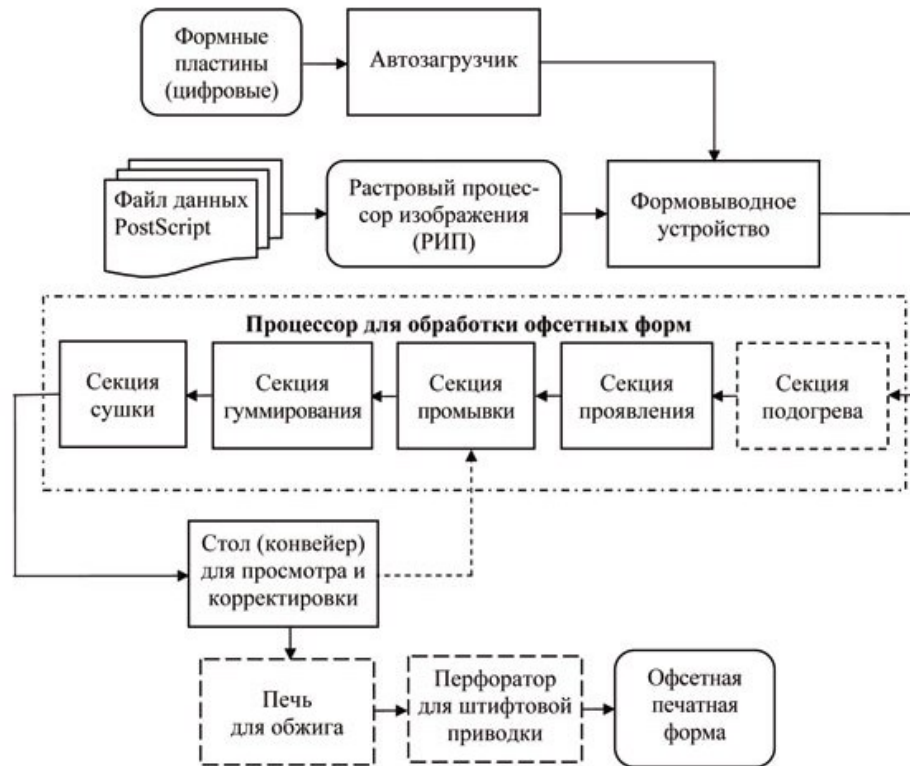 Формные
пластины
(цифровые)
Автозагрузчик
Файл данных
PostScript
Растровый процес-
сор изображения
(РИП)
Формовыводное
устройство
Процессор для обработки офсетных форм
Секция
сушки
Секция
гуммирования
Секция
промывки
Секция
проявления
Секция
подогрева
Стол (конвейер)
для просмотра и
корректировки
Печь
для обжига
Перфоратор
для штифтовой
приводки
Офсетная
печатная
форма